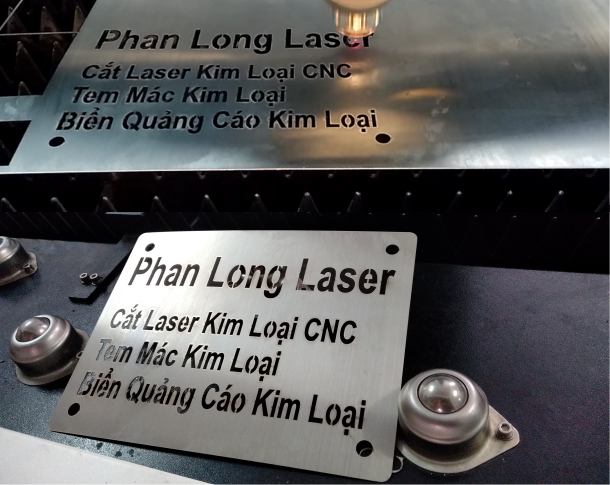 Phan Long Laser
Cắt Laser Kim Loại CNC
Tem Mác Kim Loại
Biển Quảng Cáo Kim Loại
Phan Long Laser
Cắt Laser Kim Loại CNC
Tem Mác Kim Loại
Biển Quảng Cáo Kim Loại